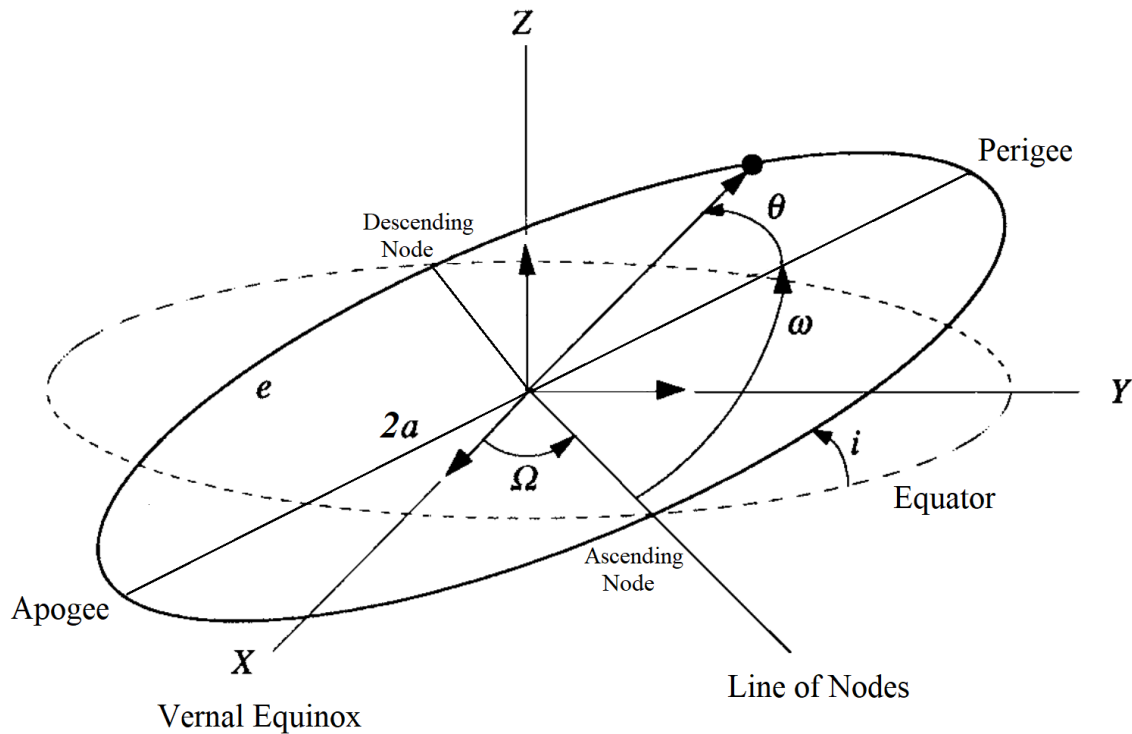 Z
Perigee
θ
Descending
Node
ω
e
Y
2a
i
Ω
Equator
Ascending
Node
Apogee
X
Line of Nodes
Vernal Equinox